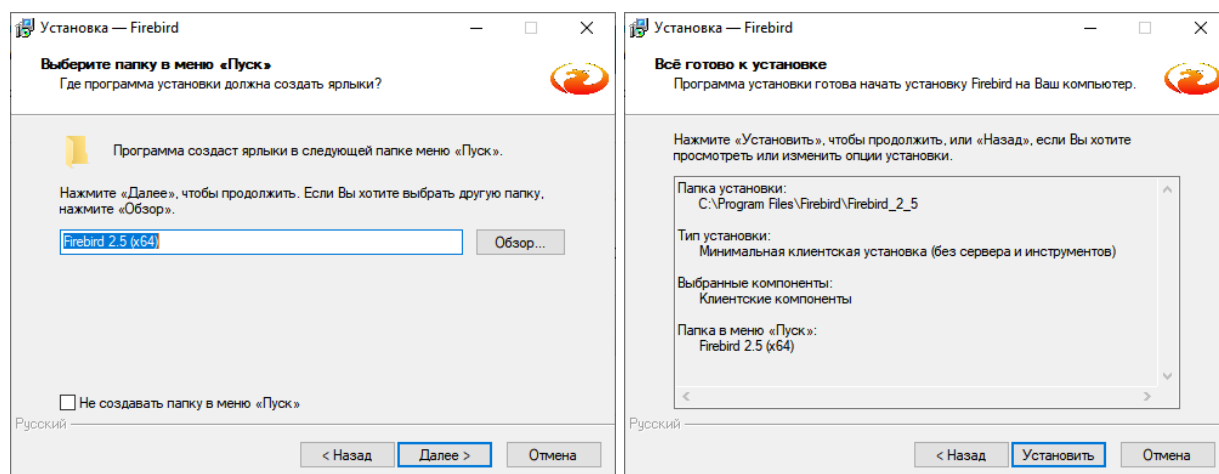 Установка — Firebird
Выберите папку в меню «Пуск»
Где программа установки должна создать ярлыки?
Программа создаст ярлыки в следующей папке меню «Пуск».
Нажмите «Далее», чтобы продолжить. Если Вы хотите выбрать другую папку,
нажмите «Обзор».
Firebird 2.5 (x64)
Обзор...
Не создавать папку в меню «Пуск»
Русский
< Назад
Далее >
Отмена
Установка — Firebird
Всё готово к установке
Программа установки готова начать установку Firebird на Ваш компьютер.
Нажмите «Установить», чтобы продолжить, или «Назад», если Вы хотите
просмотреть или изменить опции установки.
Папка установки:
C:\Program Files\Firebird\Firebird_2_5
Тип установки:
Минимальная клиентская установка (без сервера и инструментов)
Выбранные компоненты:
Клиентские компоненты
Папка в меню «Пуск»:
Firebird 2.5 (x64)
Русский
< Назад
Установить
Отмена